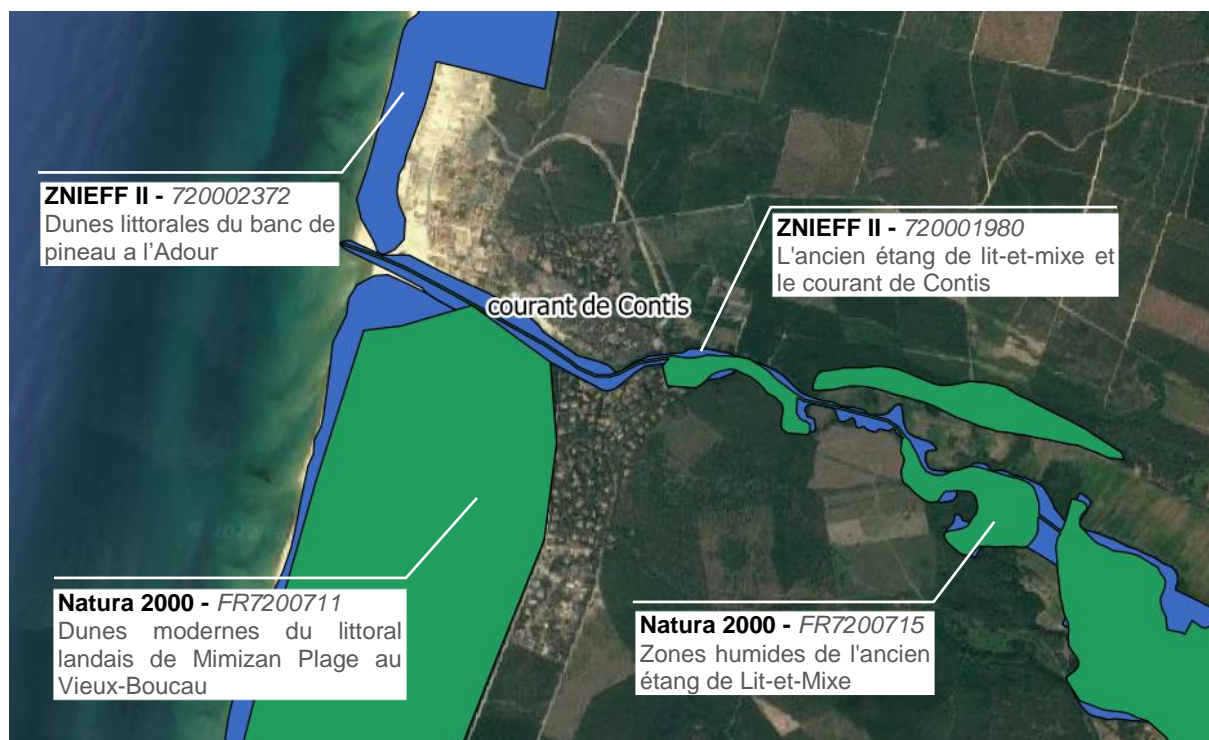 ZNIEFF II - 720002372
Dunes littorales du banc de
pineau a l'Adour
ZNIEFF II - 720001980
L'ancien étang de lit-et-mixe et
le courant de Contis
courant de Contis
Natura 2000 - FR7200711
Dunes modernes du littoral
landais de Mimizan Plage au
Vieux-Boucau
Natura 2000 - FR7200715
Zones humides de l'ancien
étang de Lit-et-Mixe